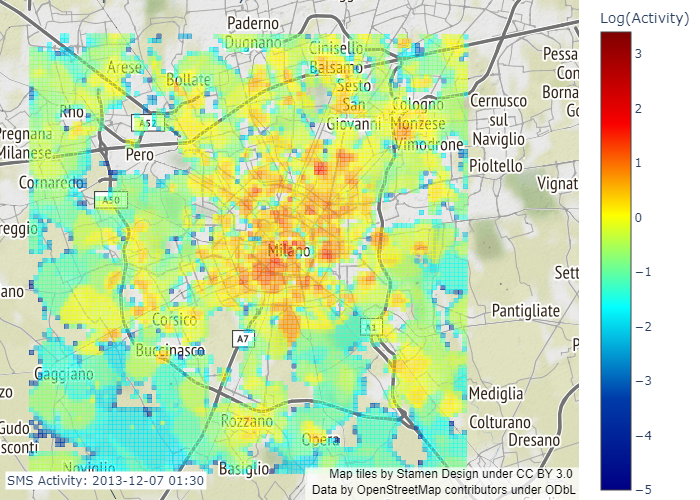 Log(Activity)
3
2
1
0
−1
−2
−3
−4
−5
Paderno
Dugnano
Cinisello
Balsamo
Arese
Bollate
Sesto
San
Giovanni
Cologno
Monzese
Pessa
Con
Borna
Go
Cernusco
sul
Naviglio
Rho
A52
Pregnana
Milanese
Pero
Vimodrone
Pioltello
Cornaredo
A50
Vignat
reggio
Milano
Sett
ano
Pantigliate
Corsico
A7
A1
Buccinasco
P
Gaggiano
zo
Mediglia
Rozzano
Colturano
Gudo
sconti
Opera
Dresano
Noviglio
Basiglio
SMS Activity: 2013-12-07 01:30
Map tiles by Stamen Design under CC BY 3.0
Data by OpenStreetMap contributors under ODbL